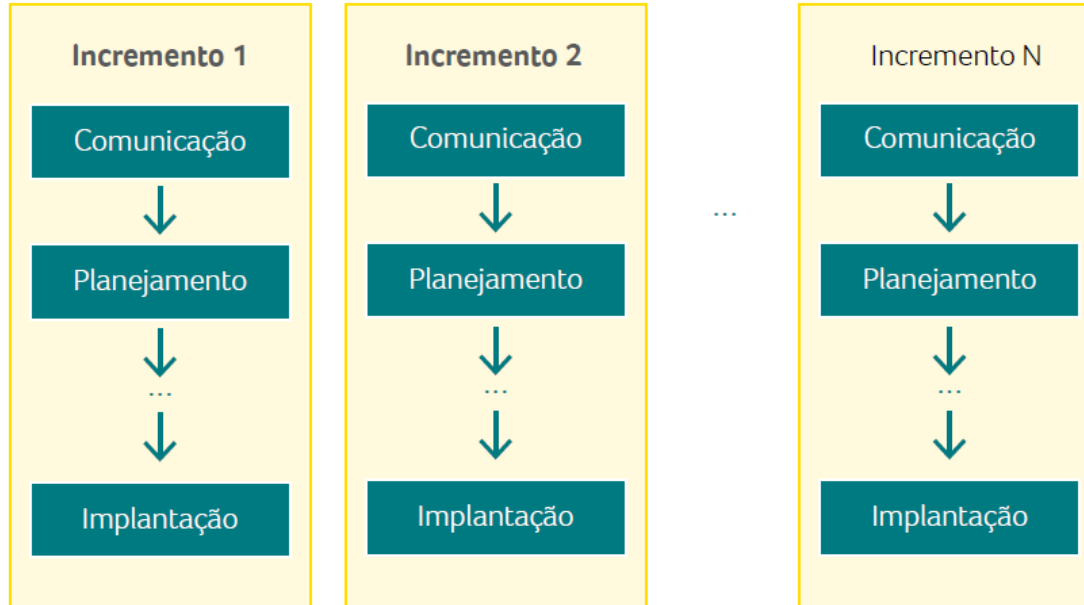 Incremento 1
Comunicação
Planejamento
...
Implantação
Incremento 2
Comunicação
Planejamento
...
Implantação
...
Incremento N
Comunicação
Planejamento
...
Implantação